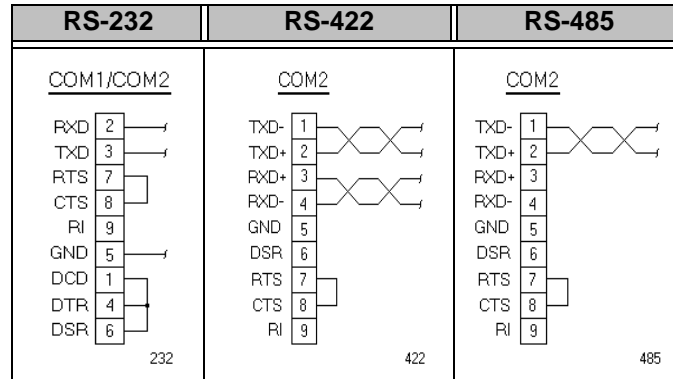 RS-232 RS-422 RS-485
COM1/COM2
RXD 2
TXD 3
RTS 7
CTS 8
RI 9
GND 5
DCD 1
DTR 4
DSR 6
232
COM2
TXD- 1
TXD+ 2
RXD+ 3
RXD- 4
GND 5
DSR 6
RTS 7
CTS 8
RI 9
422
COM2
TXD- 1
TXD+ 2
RXD+ 3
RXD- 4
GND 5
DSR 6
RTS 7
CTS 8
RI 9
485